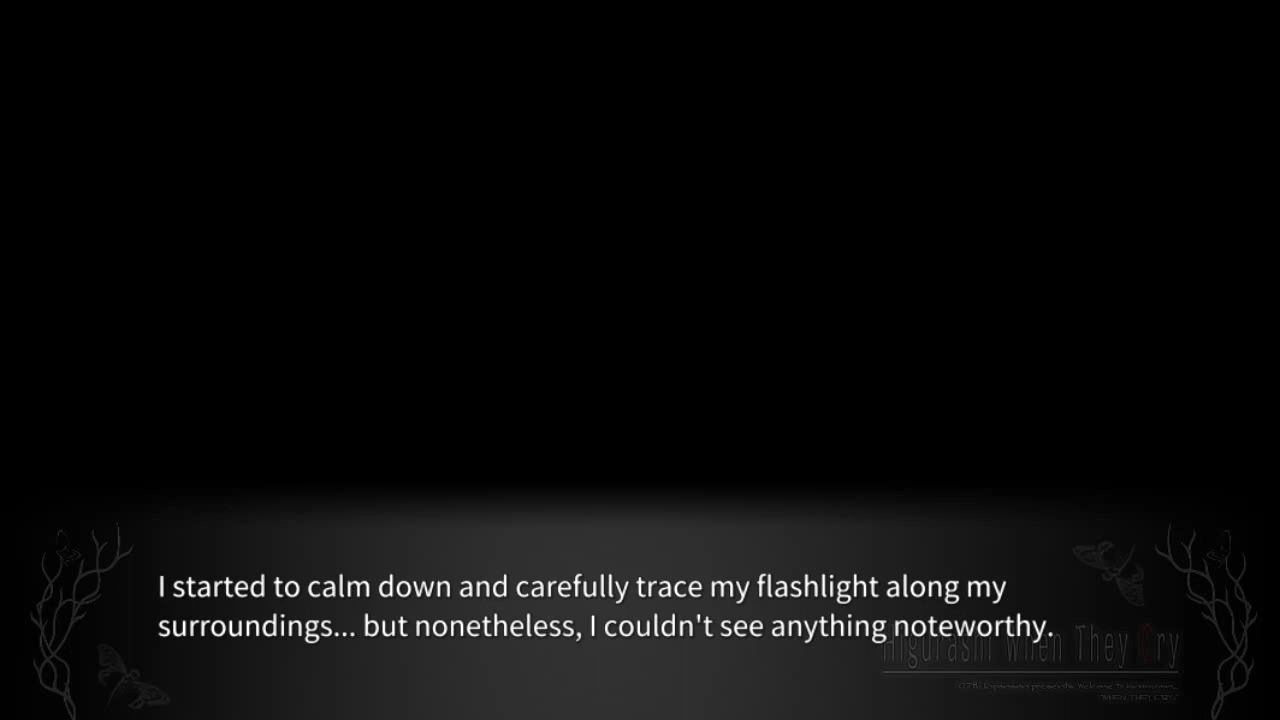 I started to calm down and carefully trace my flashlight along my
surroundings... but nonetheless, I couldn't see anything noteworthy.
Higurashi When They Cry